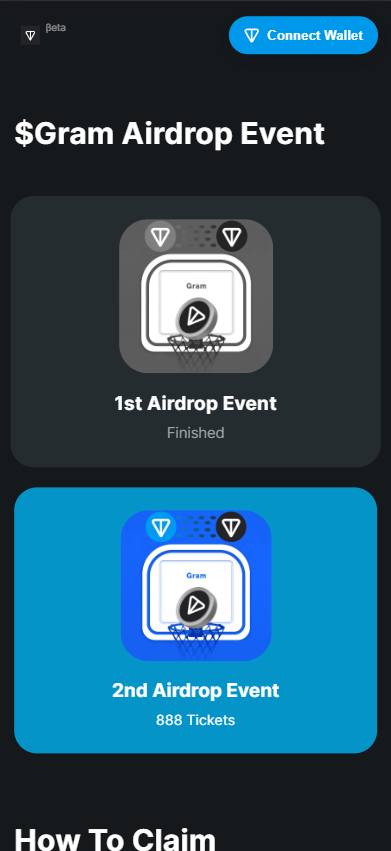 βeta
Connect Wallet
$Gram Airdrop Event
Gram
1st Airdrop Event
Finished
Gram
2nd Airdrop Event
888 Tickets
How To Claim